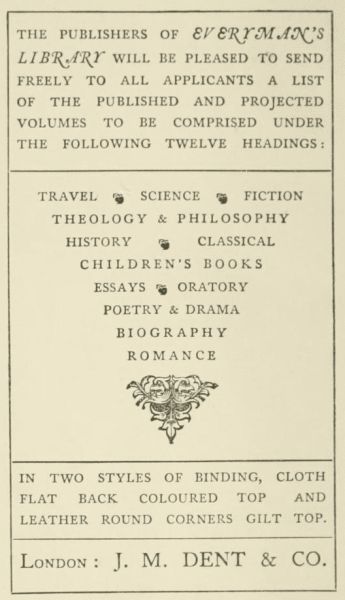 THE PUBLISHERS OF EVERYMAN'S
LIBRARY WILL BE PLEASED TO SEND
FREELY TO ALL APPLICANTS A LIST
OF THE PUBLISHED AND PROJECTED
VOLUMES TO BE COMPRISED UNDER
THE FOLLOWING TWELVE HEADINGS:
TRAVEL SCIENCE FICTION
THEOLOGY & PHILOSOPHY
HISTORY CLASSICAL
CHILDREN'S BOOKS
ESSAYS ORATORY
POETRY & DRAMA
BIOGRAPHY
ROMANCE
IN TWO STYLES OF BINDING, CLOTH
FLAT BACK COLOURED TOP AND
LEATHER ROUND CORNERS GILT TOP.
LONDON: J. M. DENT & CO.